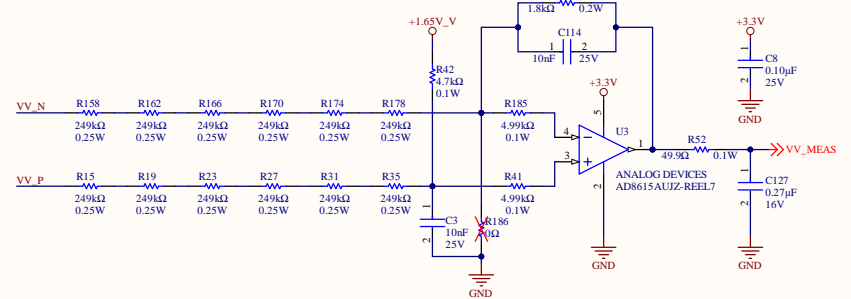 1.8kΩ 0.2W
+1.65V_V
C114
1 2
10nF 25V
+3.3V
1
C8
0.10µF
25V
2
GND
R42
4.7kΩ
0.1W
+3.3V
VV_N
R158 R162 R166 R170 R174 R178 R185
249kΩ 249kΩ 249kΩ 249kΩ 249kΩ 249kΩ 4.99kΩ
0.25W 0.25W 0.25W 0.25W 0.25W 0.25W 0.1W
5
U3
4
3
1
2
R52
49.9Ω 0.1W
VV_MEAS
ANALOG DEVICES
AD8615AUJZ-REEL7
VV_P
R15 R19 R23 R27 R31 R35 R41
249kΩ 249kΩ 249kΩ 249kΩ 249kΩ 249kΩ 4.99kΩ
0.25W 0.25W 0.25W 0.25W 0.25W 0.25W 0.1W
1
C3
10nF
25V
2
R186
0Ω
1
C127
0.27µF
16V
2
GND
GND
GND